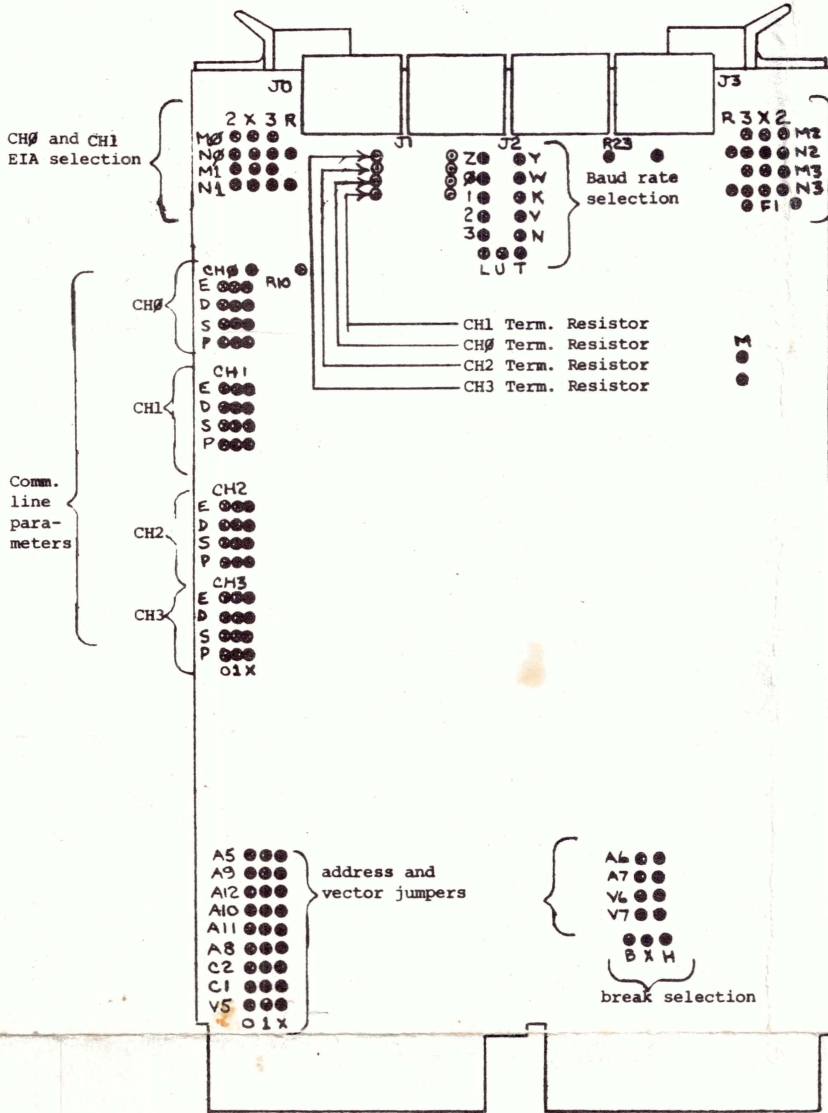 J0
J3
2 X 3 R
R 3 X 2
CHØ and CH1
EIA selection
MØ
NØ
M1
N1
J1
J2
Z
Ø
1
2
3
Y
W
K
V
N
L U T
Baud rate
selection
R23
M2
N2
M3
N3
F1
CHØ
R10
CHØ
E
D
S
P
CH1 Term. Resistor
CHØ Term. Resistor
CH2 Term. Resistor
CH3 Term. Resistor
M
CH1
CH1
E
D
S
P
Comm.
line
para-
meters
CH2
CH2
E
D
S
P
CH3
CH3
E
D
S
P
O 1 X
A5
A9
A12
A10
A11
A8
C2
C1
V5
O 1 X
address and
vector jumpers
A6
A7
V6
V7
B X H
break selection